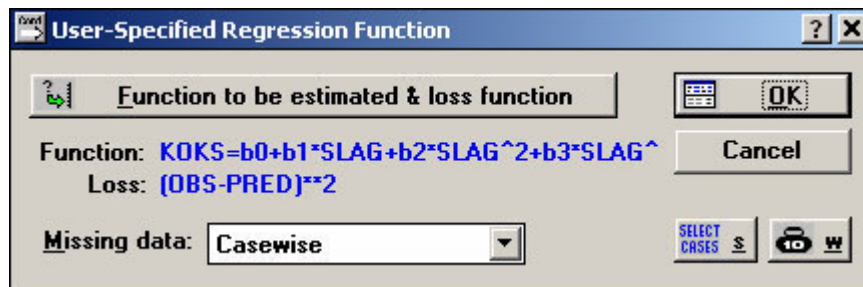 User-Specified Regression Function
Function to be estimated & loss function
OK
Function: KOKS=b0+b1*SLAG+b2*SLAG^2+b3*SLAG^
Cancel
Loss: (OBS-PRED)**2
Missing data: Casewise
SELECT CASES S
W